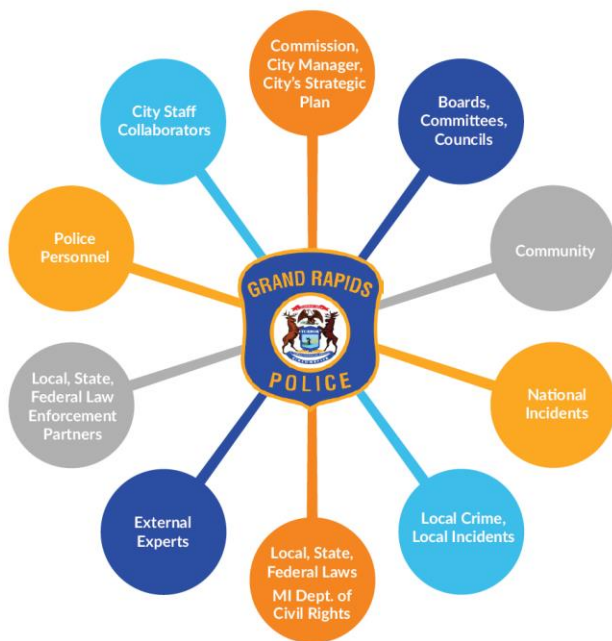 Commission,
City Manager,
City's Strategic
Plan
Boards,
Committees,
Councils
Community
National
Incidents
Local Crime,
Local Incidents
Local, State,
Federal Laws
MI Dept. of
Civil Rights
External
Experts
Local, State,
Federal Law
Enforcement
Partners
Police
Personnel
City Staff
Collaborators
GRAND RAPIDS
POLICE